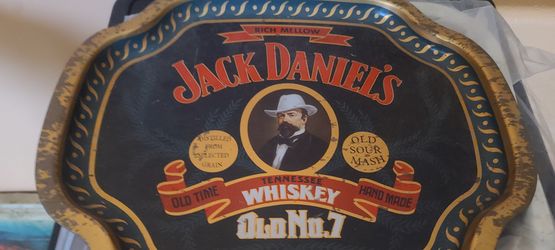 RICH MELLOW
JACK DANIEL'S
DISTILLED
FROM
SELECTED
GRAIN
OLD
SOUR
MASH
TENNESSEE
OLD TIME
WHISKEY
HAND MADE
OLD No. 7